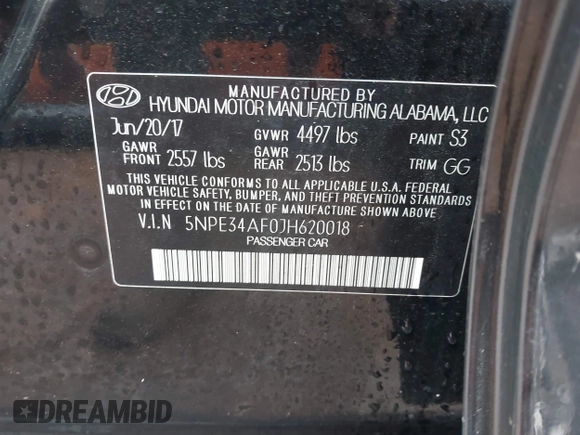 MANUFACTURED BY
HYUNDAI MOTOR MANUFACTURING ALABAMA, LLC
Jun/20/17 GVWR 4497 lbs PAINT S3
GAWR FRONT 2557 lbs GAWR REAR 2513 lbs TRIM GG
THIS VEHICLE CONFORMS TO ALL APPLICABLE U.S.A. FEDERAL
MOTOR VEHICLE SAFETY, BUMPER, AND THEFT PREVENTION STANDARDS
IN EFFECT ON THE DATE OF MANUFACTURE SHOWN ABOVE.
V.I.N 5NPE34AF0JH620018
PASSENGER CAR
DREAMBID